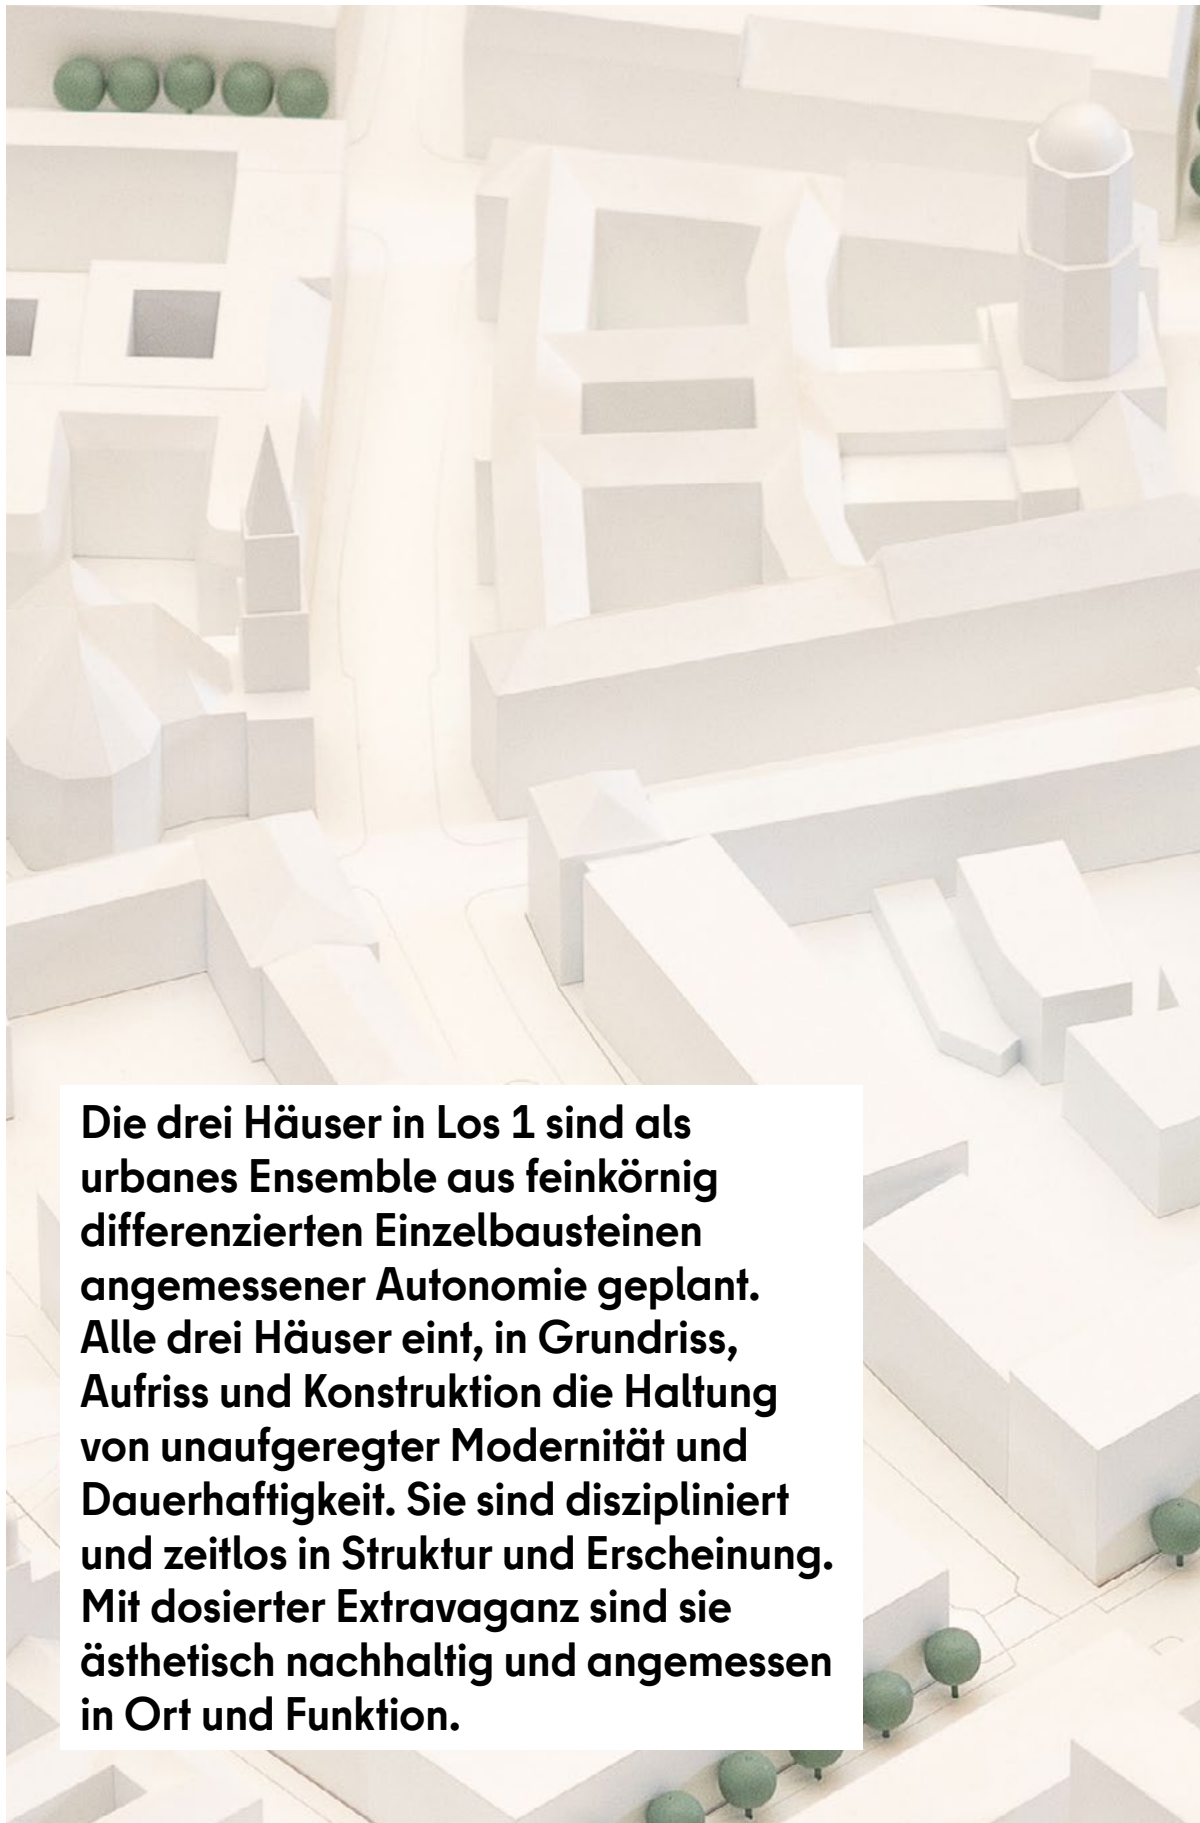 Die drei Häuser in Los 1 sind als
urbanes Ensemble aus feinkörnig
differenzierten Einzelbausteinen
angemessener Autonomie geplant.
Alle drei Häuser eint, in Grundriss,
Aufriss und Konstruktion die Haltung
von unaufgeregter Modernität und
Dauerhaftigkeit. Sie sind diszipliniert
und zeitlos in Struktur und Erscheinung.
Mit dosierter Extravaganz sind sie
ästhetisch nachhaltig und angemessen
in Ort und Funktion.